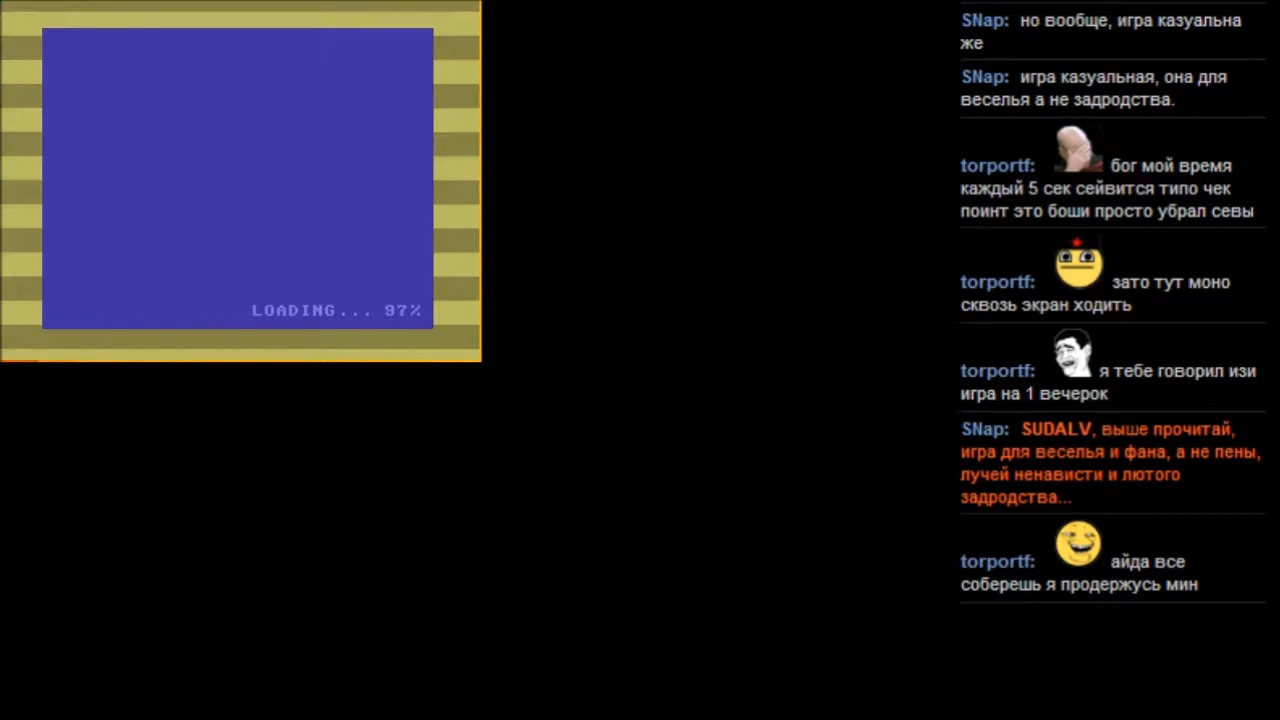 LOADING... 97%
SNap: но вообще, игра казуальна
же
SNap: игра казуальная, она для
веселья а не задродства.
torportf: бог мой время
каждый 5 сек сейвится типо чек
поинт это боши просто убрал севы
torportf: зато тут моно
сквозь экран ходить
torportf: я тебе говорил изи
игра на 1 вечерок
SNap: SUDALV, выше прочитай,
игра для веселья и фана, а не пены,
лучей ненависти и лютого
задродства...
torportf: айда все
соберешь я продержусь мин